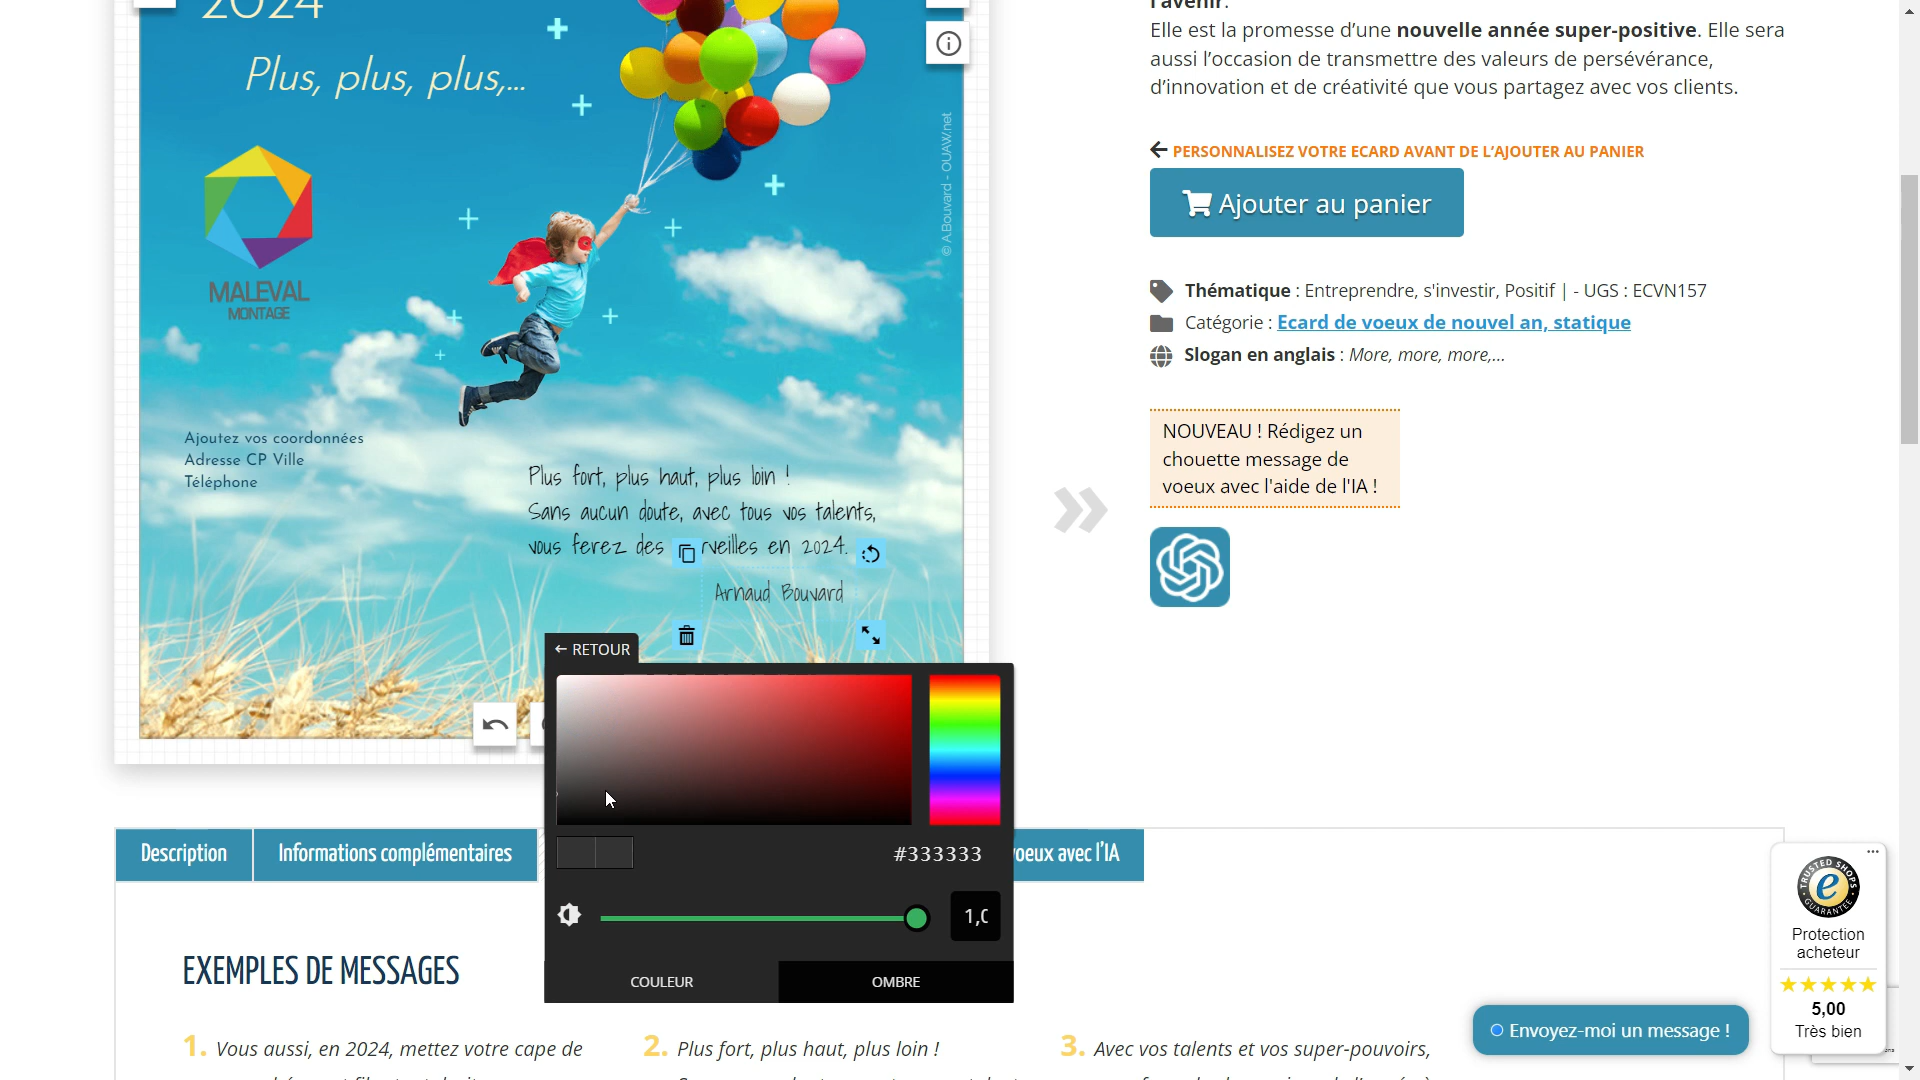 2024
Plus, plus, plus,...
© A.Bouvard - OUAW.net
MALEVAL
MONTAGE
Ajoutez vos coordonnées
Adresse CP Ville
Téléphone
Plus fort, plus haut, plus loin !
Sans aucun doute, avec tous vos talents,
vous ferez des rveilles en 2024.
Arnaud Bouvard
l'avenir.
Elle est la promesse d’une nouvelle année super-positive. Elle sera
aussi l’occasion de transmettre des valeurs de persévérance,
d’innovation et de créativité que vous partagez avec vos clients.
PERSONNALISEZ VOTRE ECARD AVANT DE L’AJOUTER AU PANIER
Ajouter au panier
Thématique : Entreprendre, s'investir, Positif | - UGS : ECVN157
Catégorie : Ecard de voeux de nouvel an, statique
Slogan en anglais : More, more, more,...
NOUVEAU ! Rédigez un
chouette message de
voeux avec l'aide de l'IA !
← RETOUR
#333333
1,0
COULEUR
OMBRE
Description
Informations complémentaires
voeux avec l’IA
EXEMPLES DE MESSAGES
1. Vous aussi, en 2024, mettez votre cape de
2. Plus fort, plus haut, plus loin !
3. Avec vos talents et vos super-pouvoirs,
TRUSTED SHOPS
GUARANTEE
Protection
acheteur
5,00
Très bien
Envoyez-moi un message !